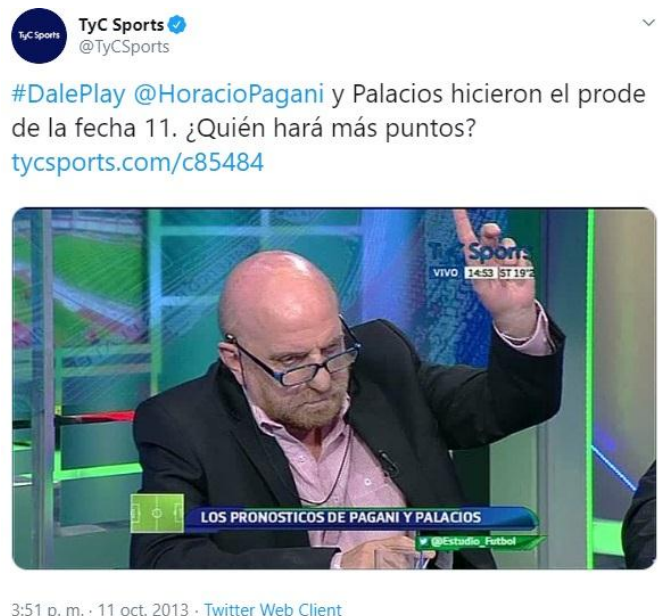 TyC Sports
TyC Sports
@TyCSports
#DalePlay @HoracioPagani y Palacios hicieron el prode
de la fecha 11. ¿Quién hará más puntos?
tycsports.com/c85484
TyC Sports
VIVO 14:53 ST 19º
LOS PRONOSTICOS DE PAGANI Y PALACIOS
@Estudio_Futbol
3:51 p. m. · 11 oct. 2013 · Twitter Web Client